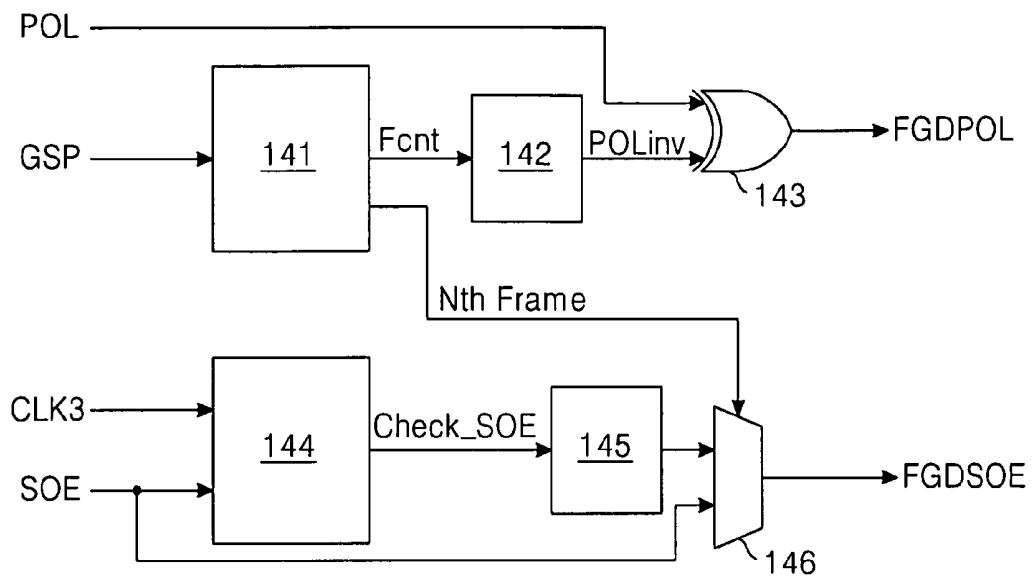 POL
GSP
141
Fcnt
142
POLinv
FGDPOL
143
Nth Frame
CLK3
SOE
144
Check_SOE
145
FGDSOE
146